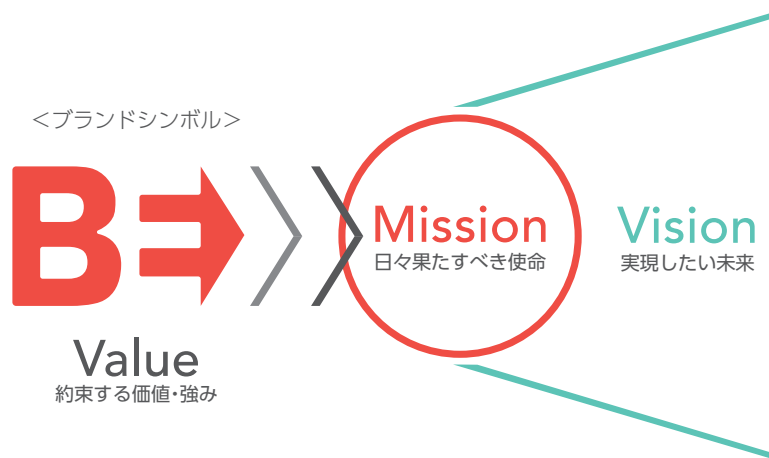 ＜ブランドシンボル＞
B
Value
約束する価値・強み
Mission
日々果たすべき使命
Vision
実現したい未来